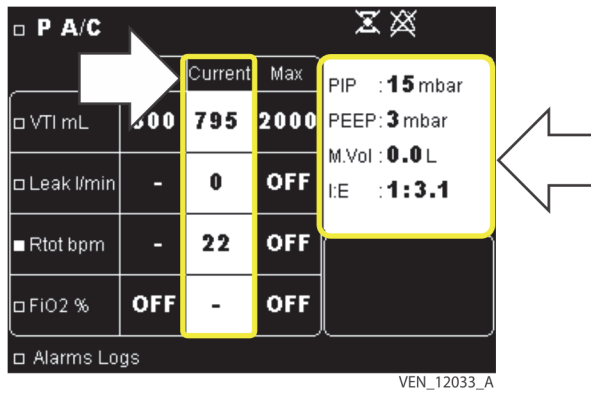 P A/C
Current Max
VTI mL 795 2000
Leak l/min - 0 OFF
Rtot bpm - 22 OFF
FiO2 % OFF - OFF
Alarms Logs
PIP : 15 mbar
PEEP: 3 mbar
M.Vol : 0.0 L
I:E : 1:3.1
VEN_12033_A